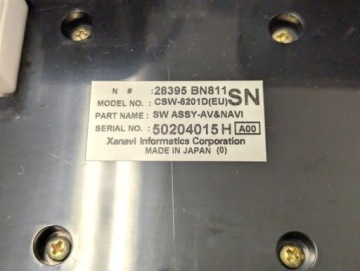 N # : 28395 BN811 SN
MODEL NO. : CSW-8201D(EU)
PART NAME : SW ASSY-AV&NAVI
SERIAL NO. : 50204015 H A00
Xanavi Informatics Corporation
MADE IN JAPAN (0)